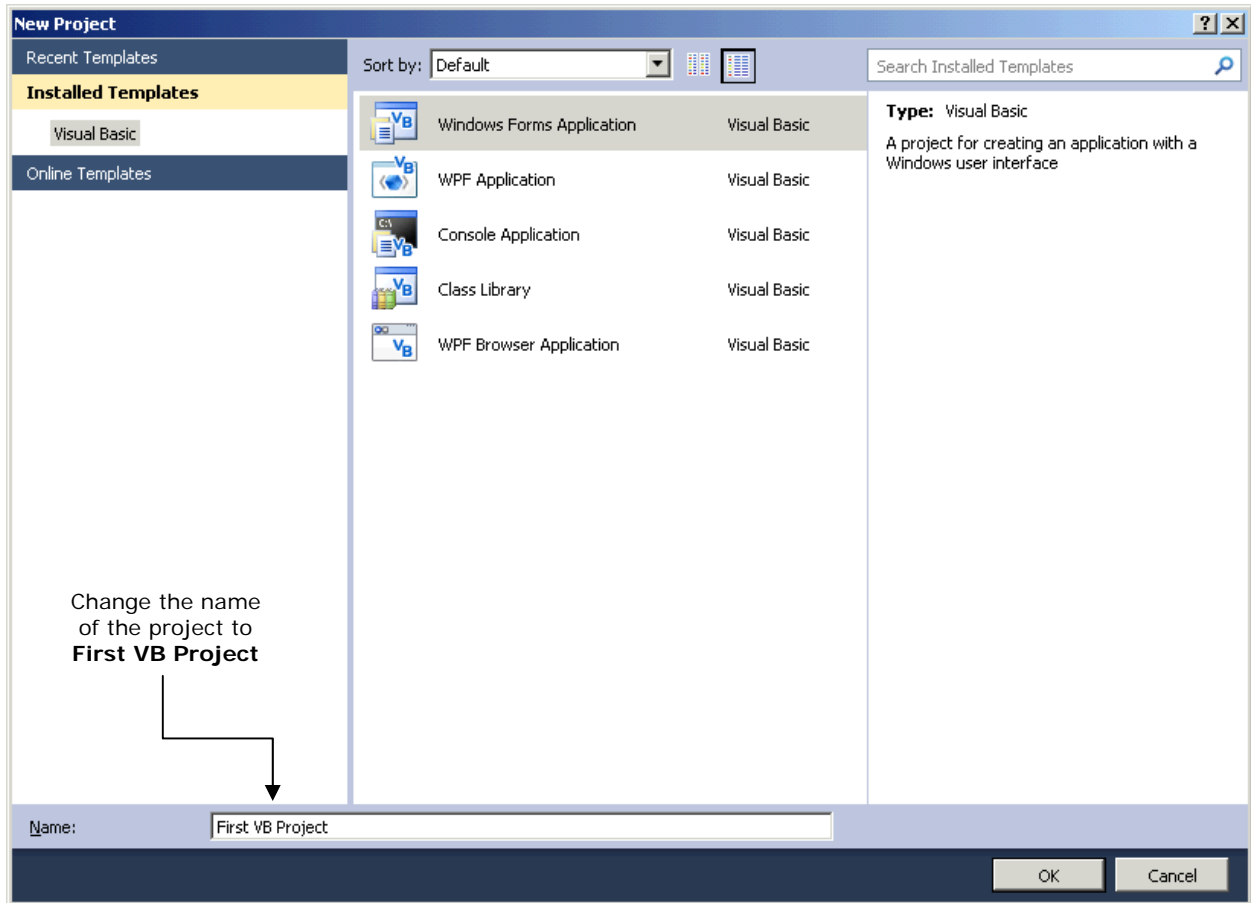 New Project
Recent Templates
Installed Templates
Visual Basic
Online Templates
Sort by: Default
Search Installed Templates
Windows Forms Application Visual Basic
WPF Application Visual Basic
Console Application Visual Basic
Class Library Visual Basic
WPF Browser Application Visual Basic
Type: Visual Basic
A project for creating an application with a
Windows user interface
Change the name
of the project to
First VB Project
Name: First VB Project
OK Cancel